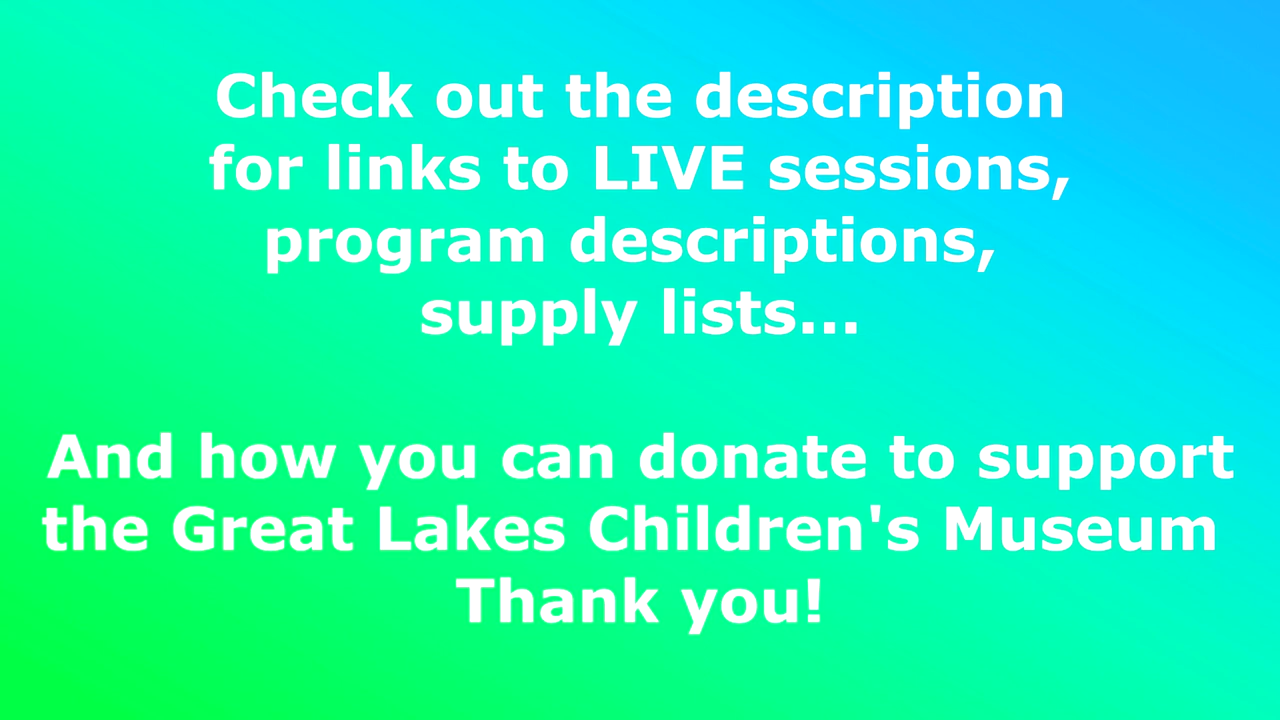 Check out the description
for links to LIVE sessions,
program descriptions,
supply lists...
And how you can donate to support
the Great Lakes Children's Museum
Thank you!